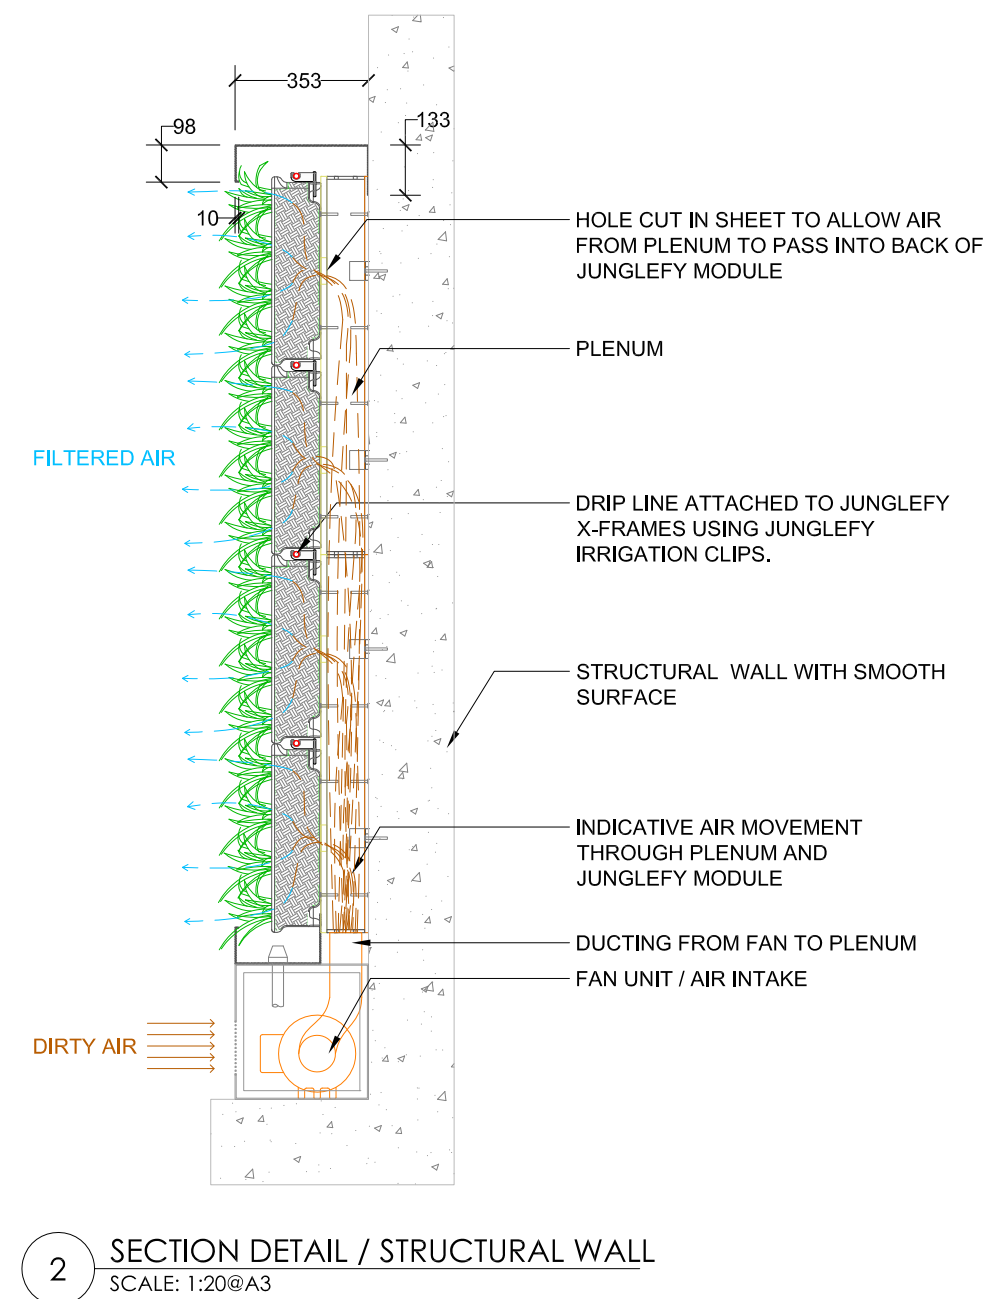 353
98
133
10
HOLE CUT IN SHEET TO ALLOW AIR
FROM PLENUM TO PASS INTO BACK OF
JUNGLEFY MODULE
PLENUM
FILTERED AIR
DRIP LINE ATTACHED TO JUNGLEFY
X-FRAMES USING JUNGLEFY
IRRIGATION CLIPS.
STRUCTURAL WALL WITH SMOOTH
SURFACE
INDICATIVE AIR MOVEMENT
THROUGH PLENUM AND
JUNGLEFY MODULE
DUCTING FROM FAN TO PLENUM
FAN UNIT / AIR INTAKE
DIRTY AIR
2
SECTION DETAIL / STRUCTURAL WALL
SCALE: 1:20@A3